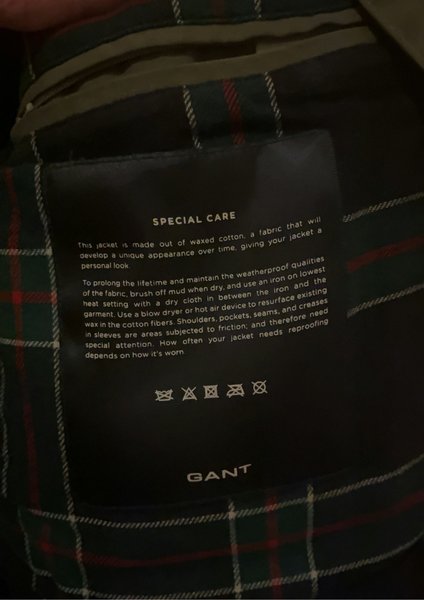 SPECIAL CARE
This jacket is made out of waxed cotton, a fabric that will
develop a unique appearance over time, giving your jacket a
personal look.
To prolong the lifetime and maintain the weatherproof qualities
of the fabric, brush off mud when dry, and use an iron on lowest
heat setting with a dry cloth in between the iron and the
garment. Use a blow dryer or hot air device to resurface existing
wax in the cotton fibers. Shoulders, pockets, seams, and creases
in sleeves are areas subjected to friction; and therefore need
special attention. How often your jacket needs reproofing
depends on how it's worn.
GANT